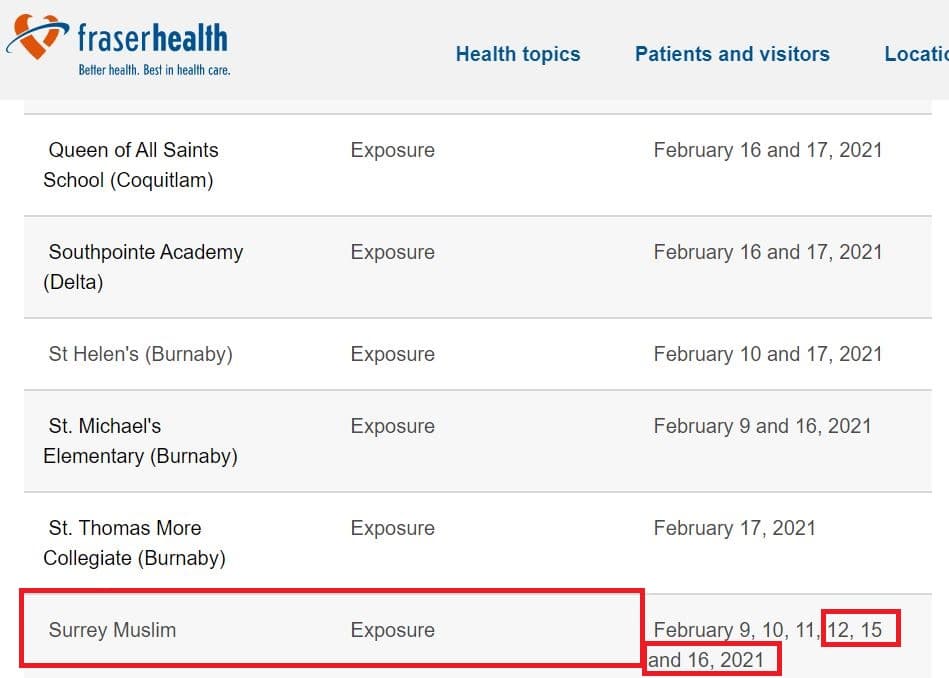 fraserhealth
Better health. Best in health care.
Health topics Patients and visitors Locatio
Queen of All Saints Exposure February 16 and 17, 2021
School (Coquitlam)
Southpointe Academy Exposure February 16 and 17, 2021
(Delta)
St Helen's (Burnaby) Exposure February 10 and 17, 2021
St. Michael's Exposure February 9 and 16, 2021
Elementary (Burnaby)
St. Thomas More Exposure February 17, 2021
Collegiate (Burnaby)
Surrey Muslim Exposure February 9, 10, 11, 12, 15
and 16, 2021